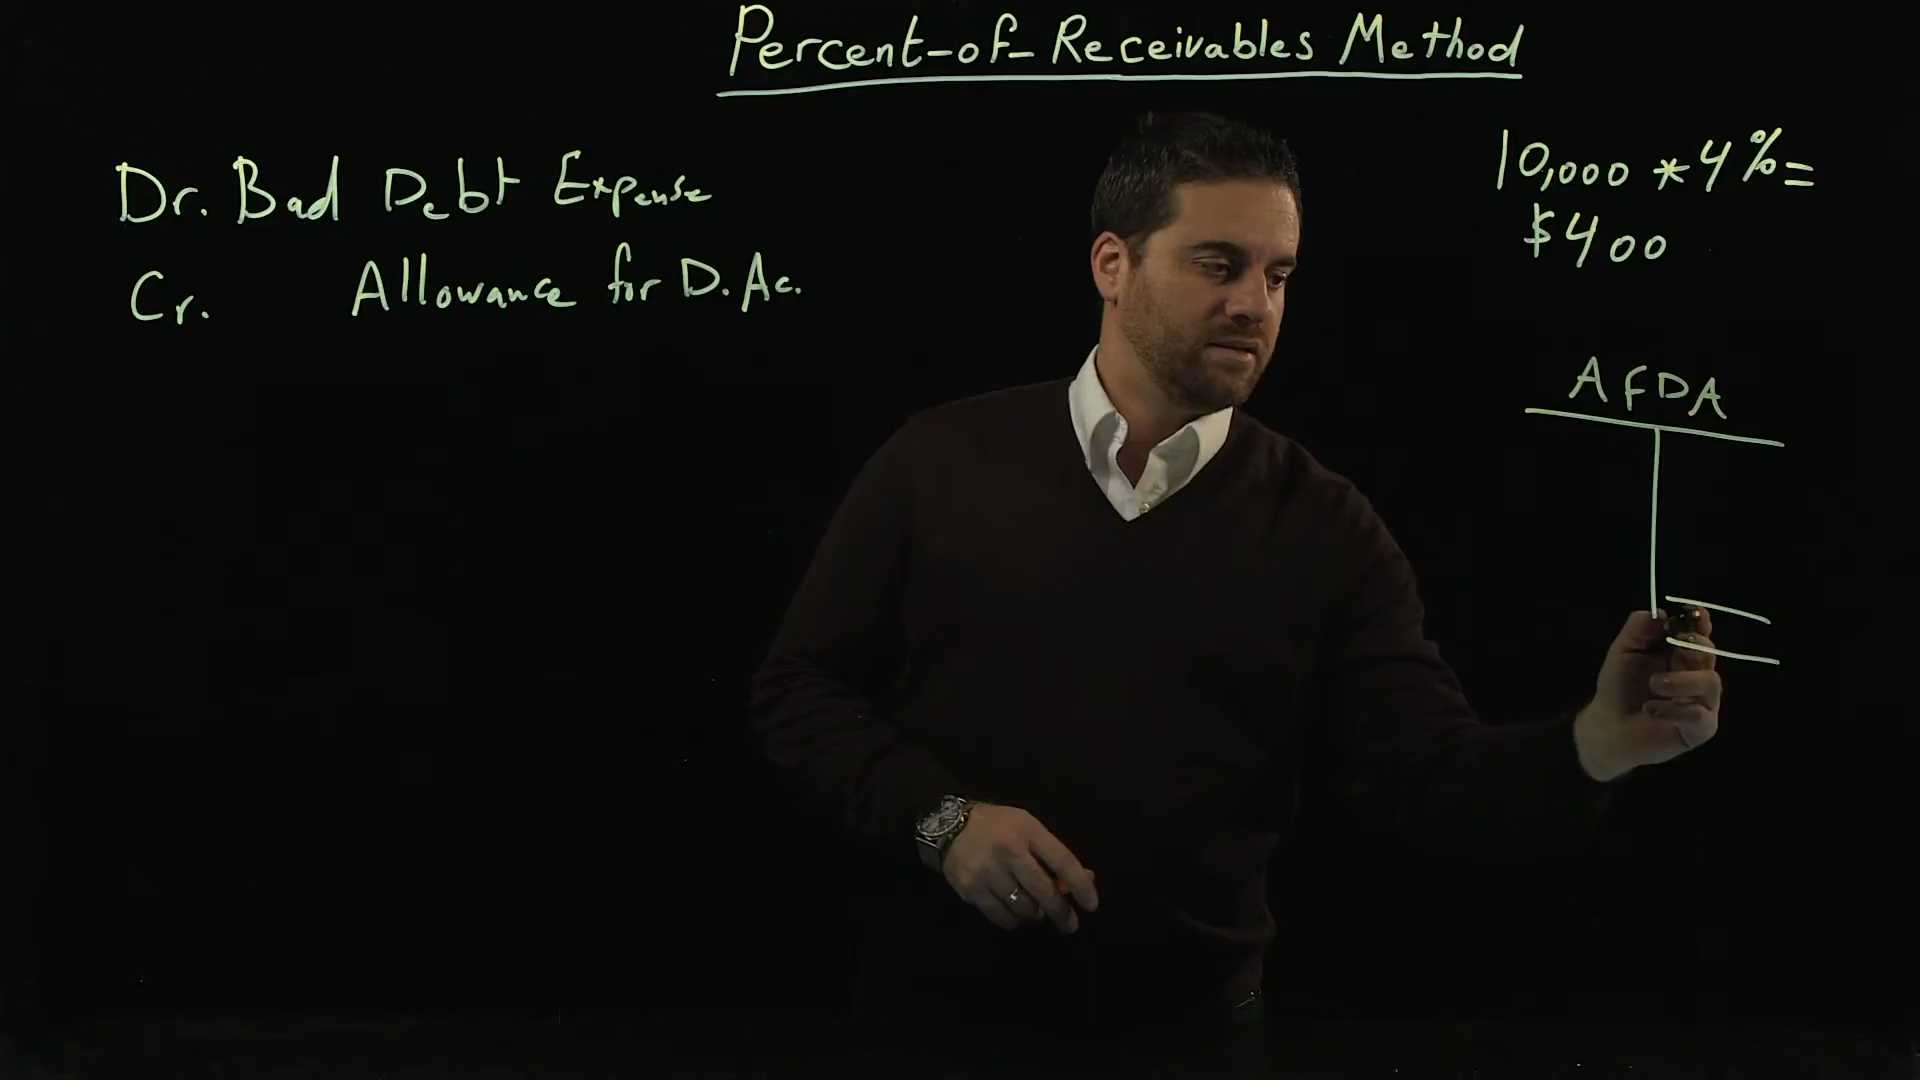 Percent-of-Receivables Method
Dr. Bad Debt Expense
Cr. Allowance for D.Ac.
10,000 * 4% =
$400
AFDA